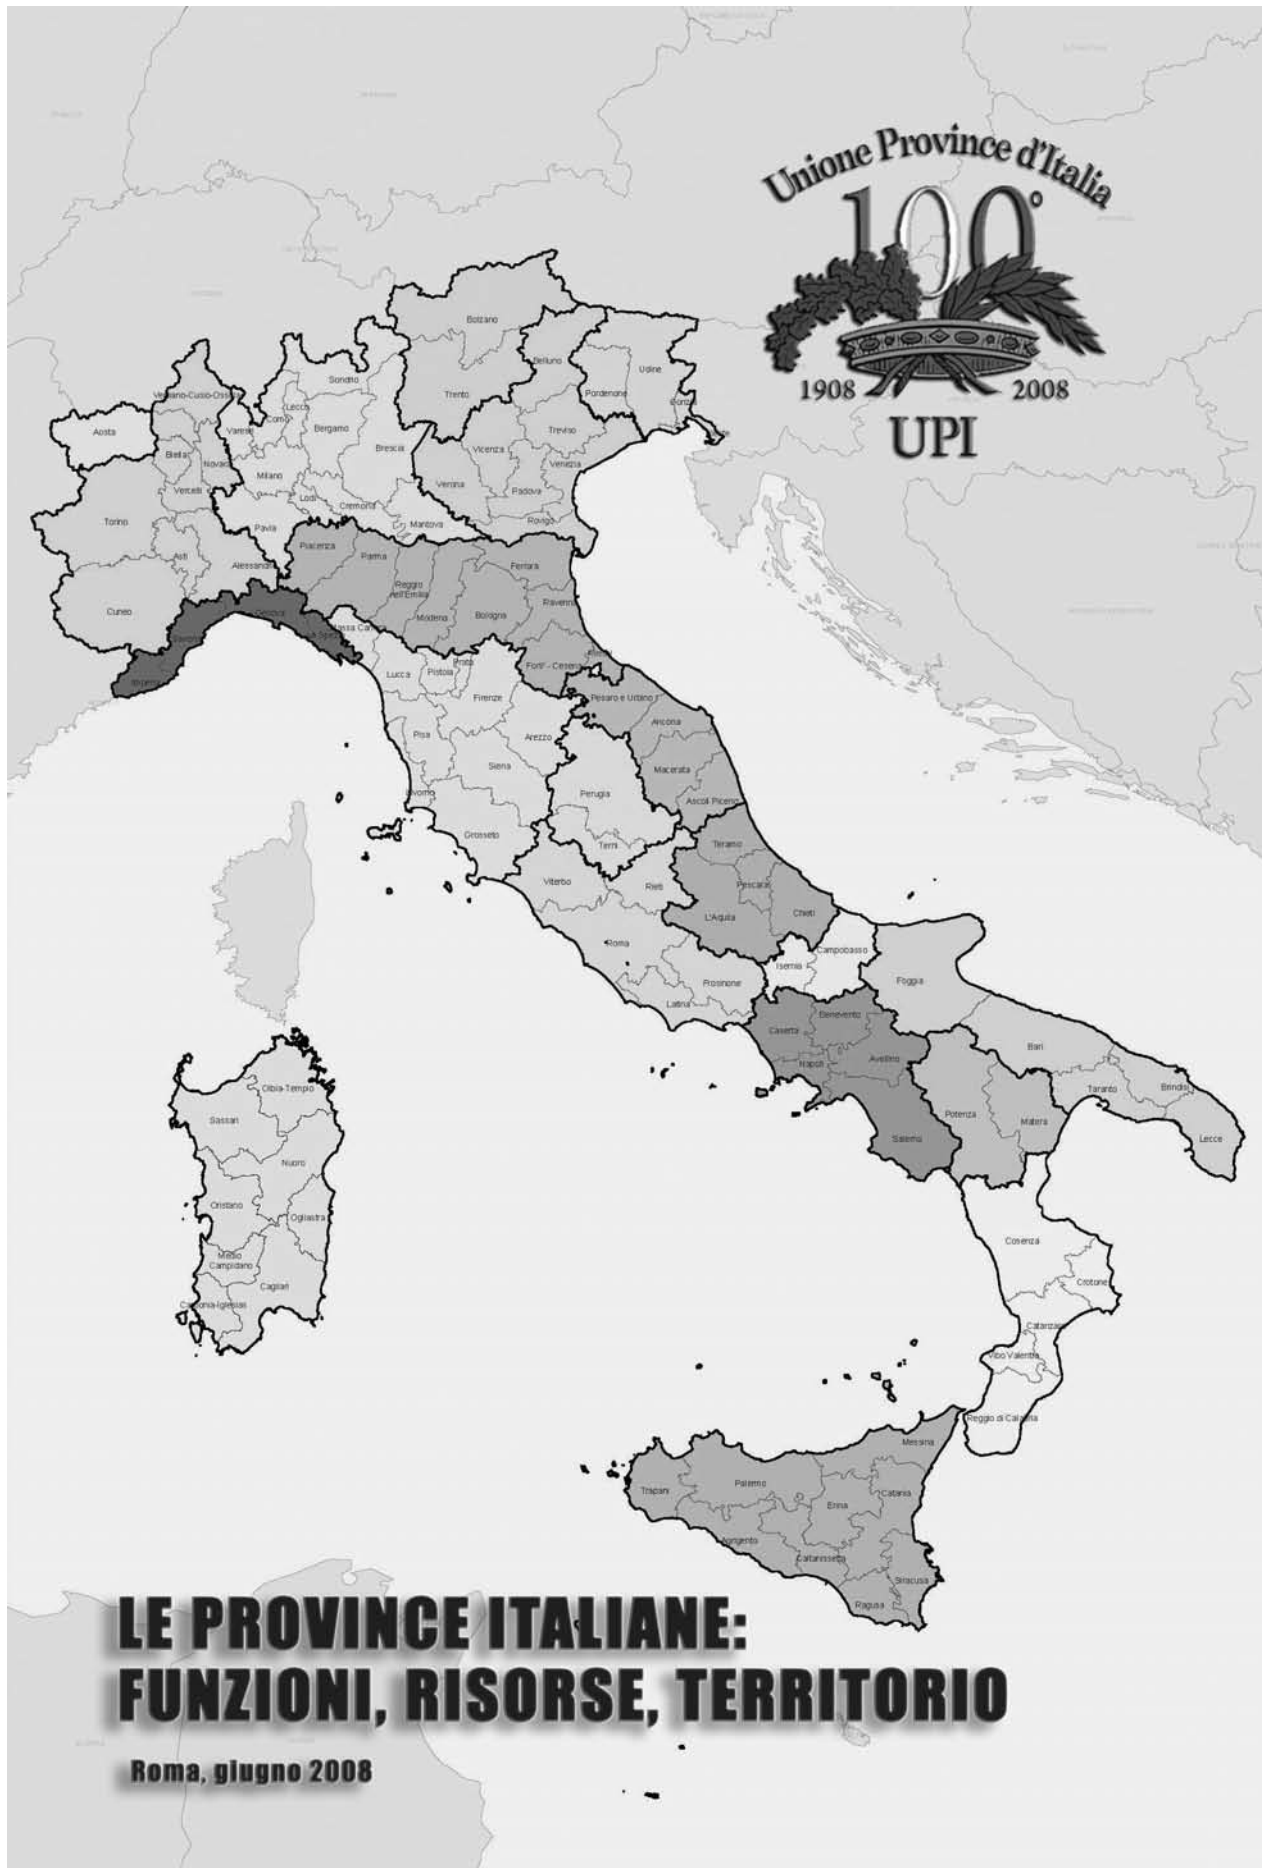 Unione Province d'Italia
100°
1908 2008
UPI
Bolzano
Belluno
Udine
Sondrio
Trento
Pordenone
Lecco
Como
Bergamo
Treviso
Aosta
Varese
Vicenza
Brescia
Biella
Venezia
Milano
Verona
Vercelli
Padova
Lodi
Cremona
Torino
Pavia
Mantova
Rovigo
Piacenza
Asti
Parma
Ferrara
Reggio
nell'Emilia
Ravenna
Cuneo
Genova
Modena
Bologna
Forli' - Cesena
Lucca
Pistoia
Prato
Firenze
Pesaro e Urbino
Ancona
Pisa
Arezzo
Siena
Macerata
Livorno
Perugia
Ascoli Piceno
Grosseto
Terni
Teramo
Viterbo
Rieti
Pescara
L'Aquila
Chieti
Roma
Campobasso
Isernia
Frosinone
Foggia
Latina
Benevento
Caserta
Bari
Napoli
Avellino
Olbia-Tempio
Taranto
Brindisi
Sassari
Potenza
Matera
Salerno
Lecce
Nuoro
Oristano
Ogliastra
Cosenza
Medio
Campidano
Cagliari
Crotone
Carbonia-Iglesias
Catanzaro
Vibo Valentia
Reggio di Calabria
Messina
Trapani
Palermo
Catania
Enna
Agrigento
Caltanissetta
Siracusa
Ragusa
LE PROVINCE ITALIANE:
FUNZIONI, RISORSE, TERRITORIO
Roma, giugno 2008